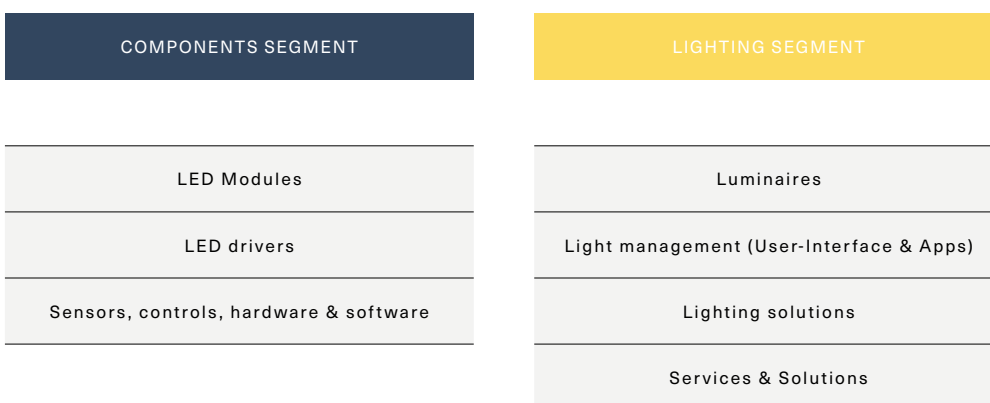 COMPONENTS SEGMENT
LED Modules
LED drivers
Sensors, controls, hardware & software
LIGHTING SEGMENT
Luminaires
Light management (User-Interface & Apps)
Lighting solutions
Services & Solutions